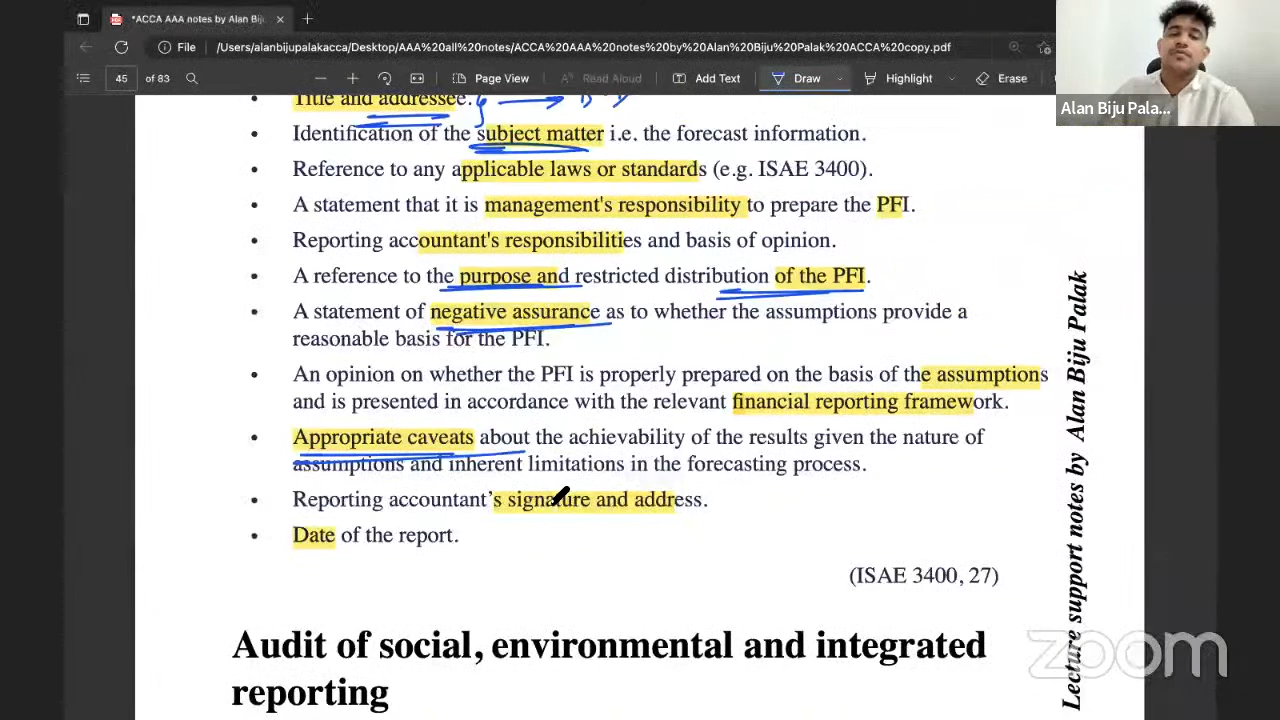 *ACCA AAA notes by Alan Biju
File
/Users/alanbijupalakacca/Desktop/AAA%20all%20notes/ACCA%20AAA%20notes%20by%20Alan%20Biju%20Palak%20ACCA%20copy.pdf
45 of 83
Page View
Read Aloud
Add Text
Draw
Highlight
Erase
Alan Biju Pala...
• Title and addressee.
• Identification of the subject matter i.e. the forecast information.
• Reference to any applicable laws or standards (e.g. ISAE 3400).
• A statement that it is management's responsibility to prepare the PFI.
• Reporting accountant's responsibilities and basis of opinion.
• A reference to the purpose and restricted distribution of the PFI.
• A statement of negative assurance as to whether the assumptions provide a
reasonable basis for the PFI.
• An opinion on whether the PFI is properly prepared on the basis of the assumptions
and is presented in accordance with the relevant financial reporting framework.
• Appropriate caveats about the achievability of the results given the nature of
assumptions and inherent limitations in the forecasting process.
• Reporting accountant's signature and address.
• Date of the report.
(ISAE 3400, 27)
Audit of social, environmental and integrated
reporting
Lecture support notes by Alan Biju Palak
zoom